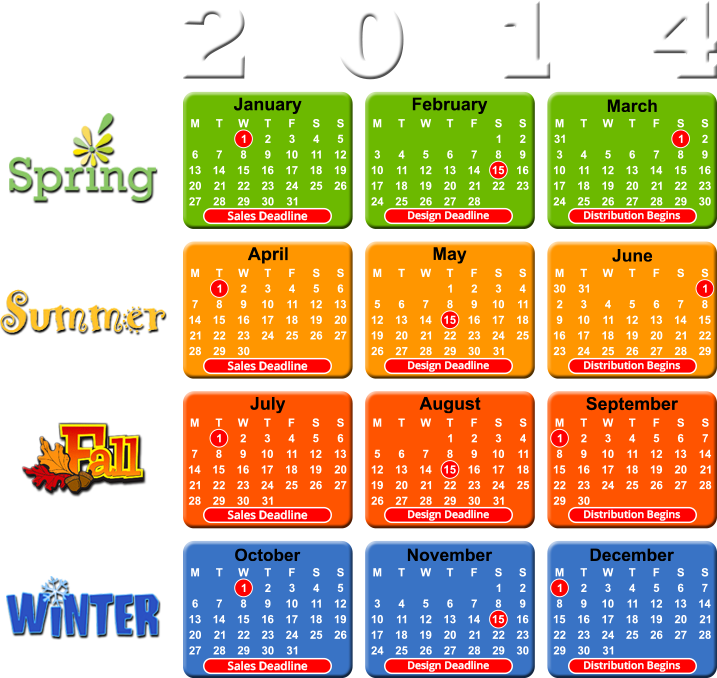 2 0 1 4
Spring
January
M T W T F S S
1 2 3 4 5
6 7 8 9 10 11 12
13 14 15 16 17 18 19
20 21 22 23 24 25 26
27 28 29 30 31
Sales Deadline
February
M T W T F S S
1 2
3 4 5 6 7 8 9
10 11 12 13 14 15 16
17 18 19 20 21 22 23
24 25 26 27 28
Design Deadline
March
M T W T F S S
31 1 2
3 4 5 6 7 8 9
10 11 12 13 14 15 16
17 18 19 20 21 22 23
24 25 26 27 28 29 30
Distribution Begins
Summer
April
M T W T F S S
1 2 3 4 5 6
7 8 9 10 11 12 13
14 15 16 17 18 19 20
21 22 23 24 25 26 27
28 29 30
Sales Deadline
May
M T W T F S S
1 2 3 4
5 6 7 8 9 10 11
12 13 14 15 16 17 18
19 20 21 22 23 24 25
26 27 28 29 30 31
Design Deadline
June
M T W T F S S
30 31 1
2 3 4 5 6 7 8
9 10 11 12 13 14 15
16 17 18 19 20 21 22
23 24 25 26 27 28 29
Distribution Begins
Fall
July
M T W T F S S
1 2 3 4 5 6
7 8 9 10 11 12 13
14 15 16 17 18 19 20
21 22 23 24 25 26 27
28 29 30 31
Sales Deadline
August
M T W T F S S
1 2 3 4
5 6 7 8 9 10 11
12 13 14 15 16 17 18
19 20 21 22 23 24 25
26 27 28 29 30 31
Design Deadline
September
M T W T F S S
1 2 3 4 5 6 7
8 9 10 11 12 13 14
15 16 17 18 19 20 21
22 23 24 25 26 27 28
29 30
Distribution Begins
WiNTER
October
M T W T F S S
1 2 3 4 5
6 7 8 9 10 11 12
13 14 15 16 17 18 19
20 21 22 23 24 25 26
27 28 29 30 31
Sales Deadline
November
M T W T F S S
1 2
3 4 5 6 7 8 9
10 11 12 13 14 15 16
17 18 19 20 21 22 23
24 25 26 27 28 29 30
Design Deadline
December
M T W T F S S
1 2 3 4 5 6 7
8 9 10 11 12 13 14
15 16 17 18 19 20 21
22 23 24 25 26 27 28
29 30 31
Distribution Begins